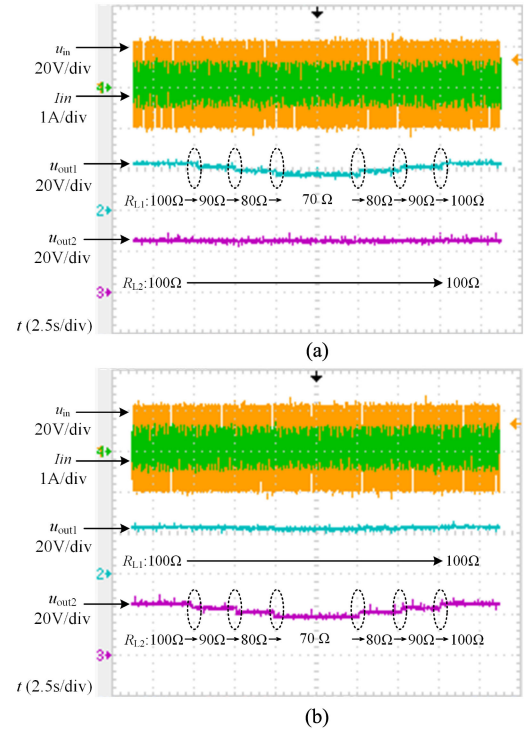 u_in
20V/div
4
Iin
1A/div
u_out1
20V/div
R_L1:100Ω→90Ω→80Ω→70 Ω→80Ω→90Ω→100Ω
2
u_out2
20V/div
R_L2:100Ω→100Ω
3
t (2.5s/div)
(a)
u_in
20V/div
4
Iin
1A/div
u_out1
20V/div
R_L1:100Ω→100Ω
2
u_out2
20V/div
R_L2:100Ω→90Ω→80Ω→70 Ω→80Ω→90Ω→100Ω
3
t (2.5s/div)
(b)